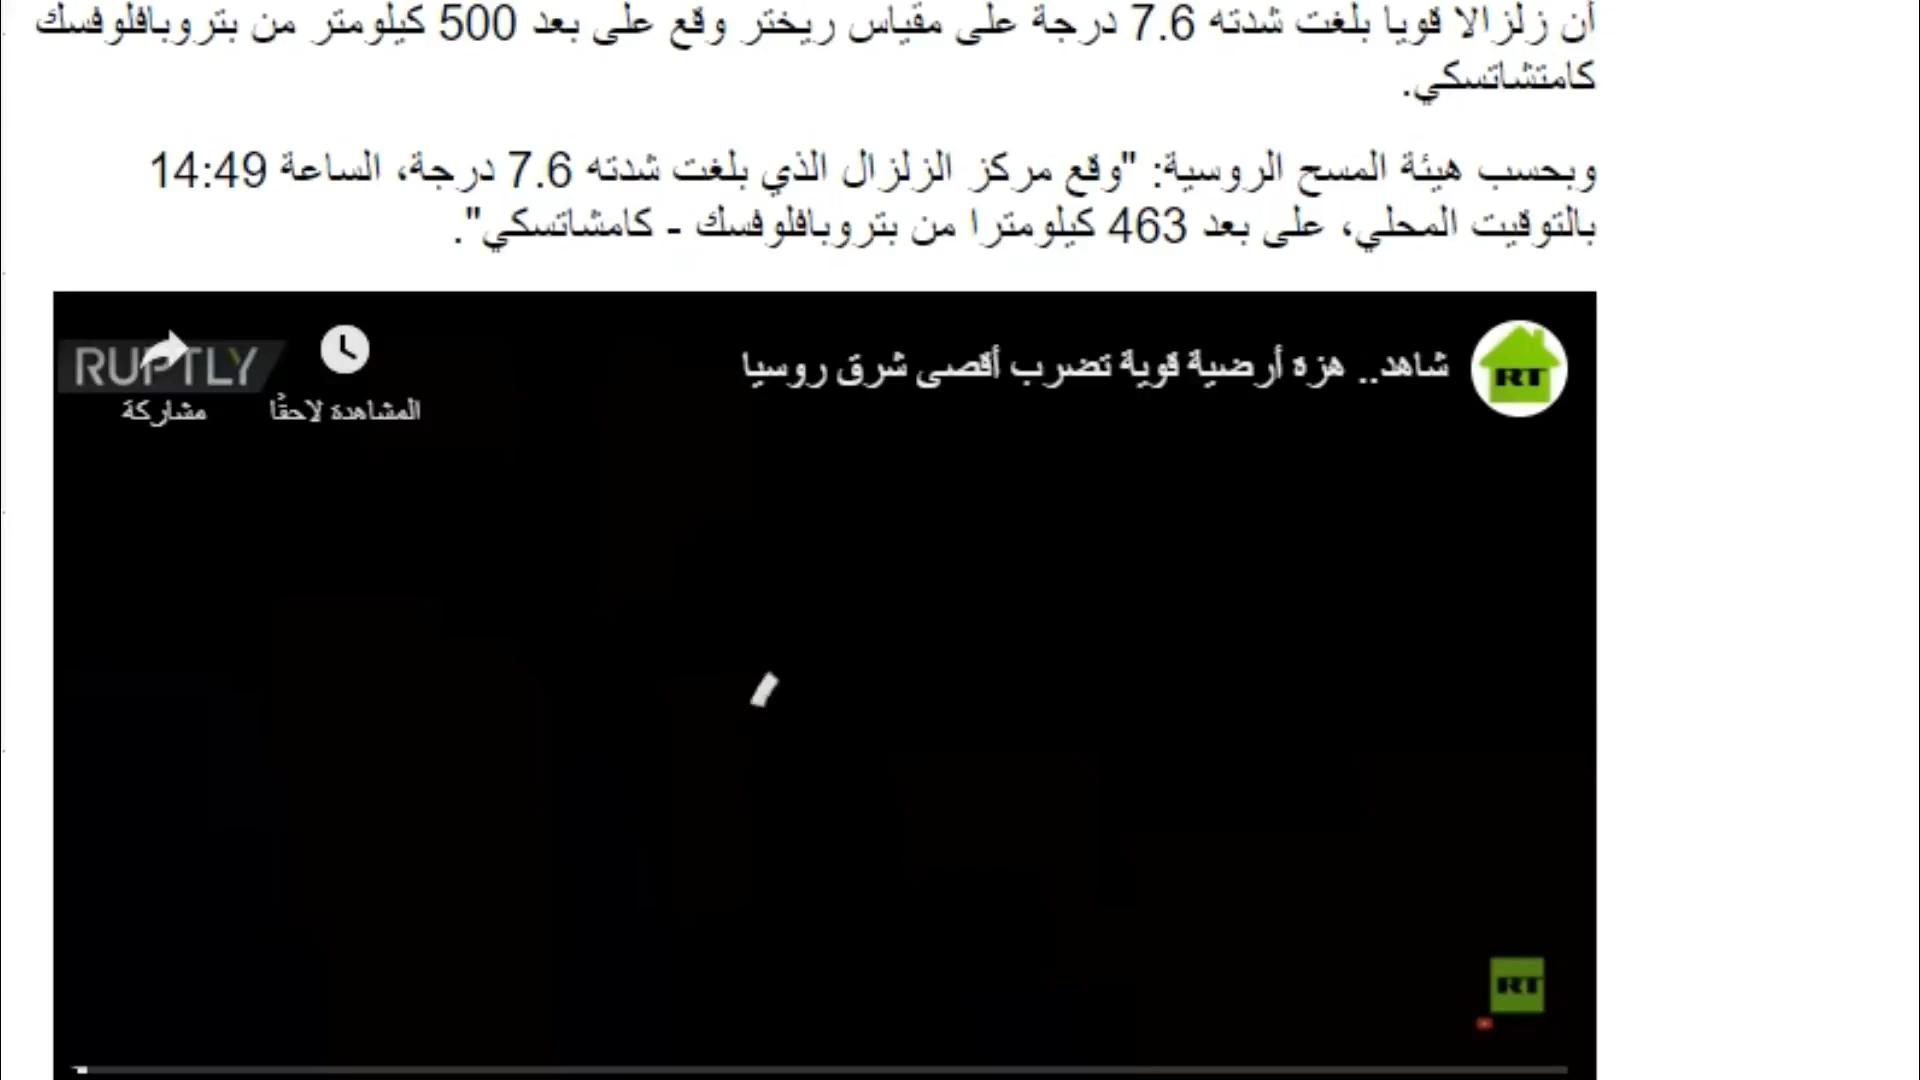 أن زلزالا قويا بلغت شدته 7.6 درجة على مقياس ريختر وقع على بعد 500 كيلومتر من بتروبافلوفسك
كامتشاتسكي.
وبحسب هيئة المسح الروسية: "وقع مركز الزلزال الذي بلغت شدته 7.6 درجة، الساعة 14:49
بالتوقيت المحلي، على بعد 463 كيلومترا من بتروبافلوفسك - كامشاتسكي".
RT
شاهد.. هزة أرضية قوية تضرب أقصى شرق روسيا
المشاهدة لاحقًا
مشاركة
RUPTLY
RT